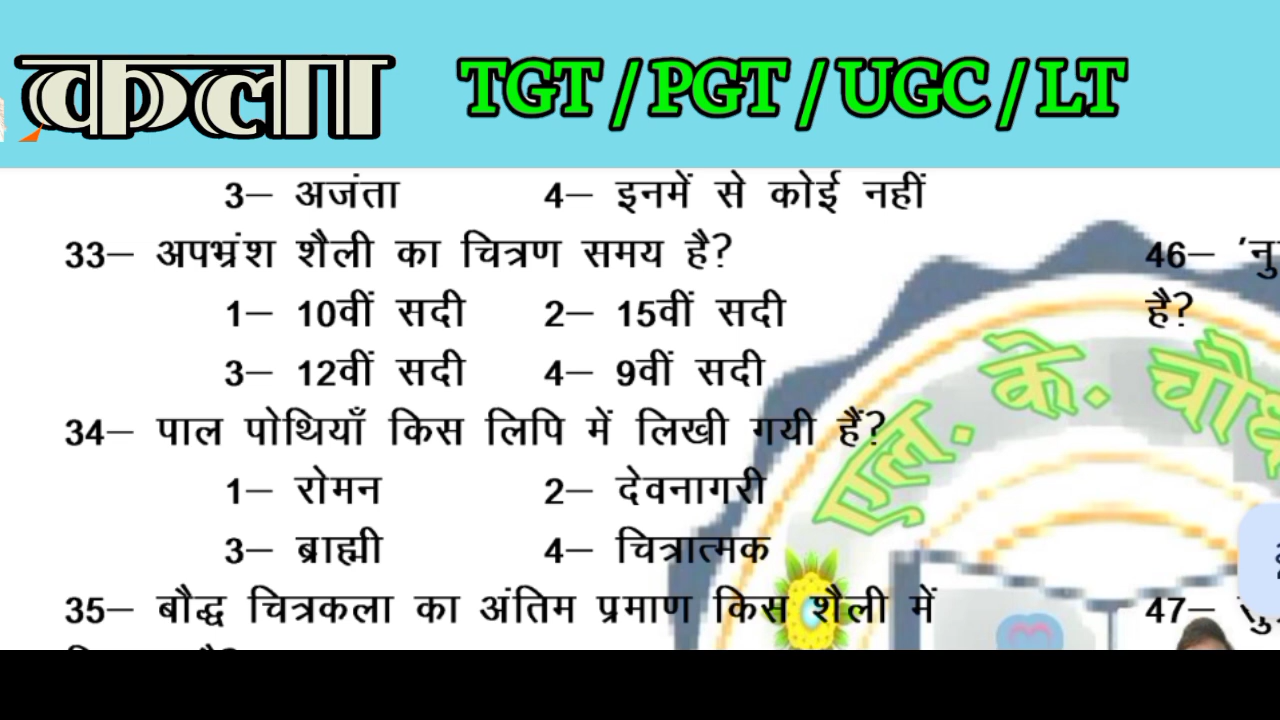 कला
TGT / PGT / UGC / LT
3– अजंता 4– इनमें से कोई नहीं
33– अपभ्रंश शैली का चित्रण समय है?
1– 10वीं सदी 2– 15वीं सदी
3– 12वीं सदी 4– 9वीं सदी
34– पाल पोथियाँ किस लिपि में लिखी गयी हैं?
1– रोमन 2– देवनागरी
3– ब्राह्मी 4– चित्रात्मक
35– बौद्ध चित्रकला का अंतिम प्रमाण किस शैली में
46–
है?
47–
एल. के.